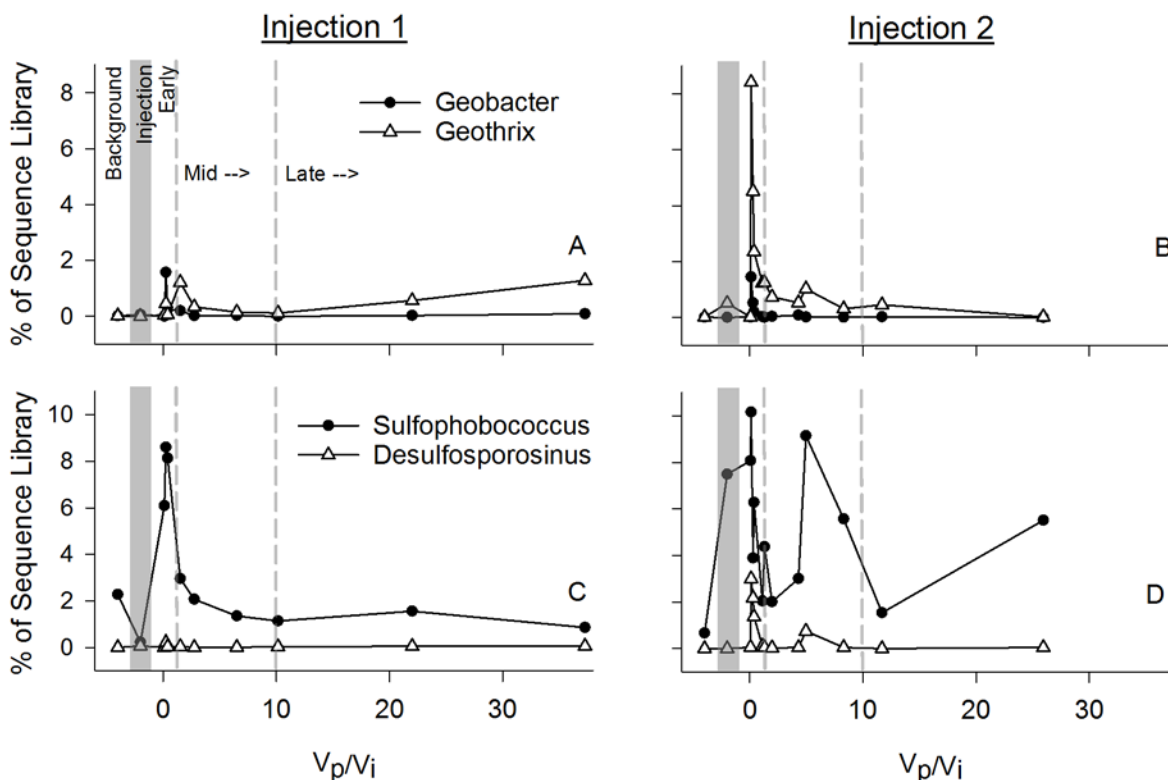 Injection 1
Injection 2
% of Sequence Library
8
6
4
2
0
Background
Injection
Early
Geobacter
Geothrix
Mid -->
Late -->
A
B
% of Sequence Library
10
8
6
4
2
0
Sulfophobococcus
Desulfosporosinus
C
D
0 10 20 30
0 10 20 30
Vp/Vi
Vp/Vi